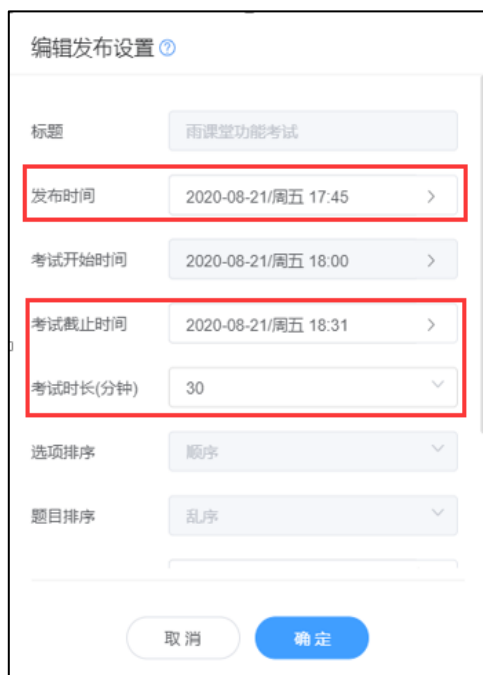 编辑发布设置
标题 雨课堂功能考试
发布时间 2020-08-21/周五 17:45
考试开始时间 2020-08-21/周五 18:00
考试截止时间 2020-08-21/周五 18:31
考试时长(分钟) 30
选项排序 顺序
题目排序 乱序
取消 确定